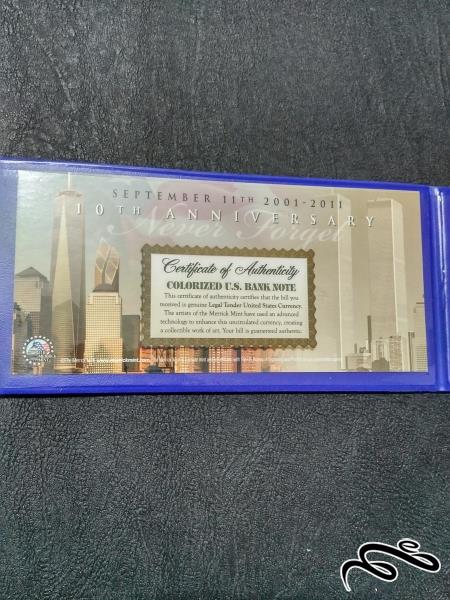 SEPTEMBER 11TH 2001-2011
10TH ANNIVERSARY
Never Forget
Certificate of Authenticity
COLORIZED U.S. BANK NOTE
This certificate of authenticity certifies that the bill you
received is genuine Legal Tender United States Currency.
The artists of the Merrick Mint have used an advanced
technology to enhance this uncirculated currency, creating
a collectible work of art. Your bill is guaranteed authentic.